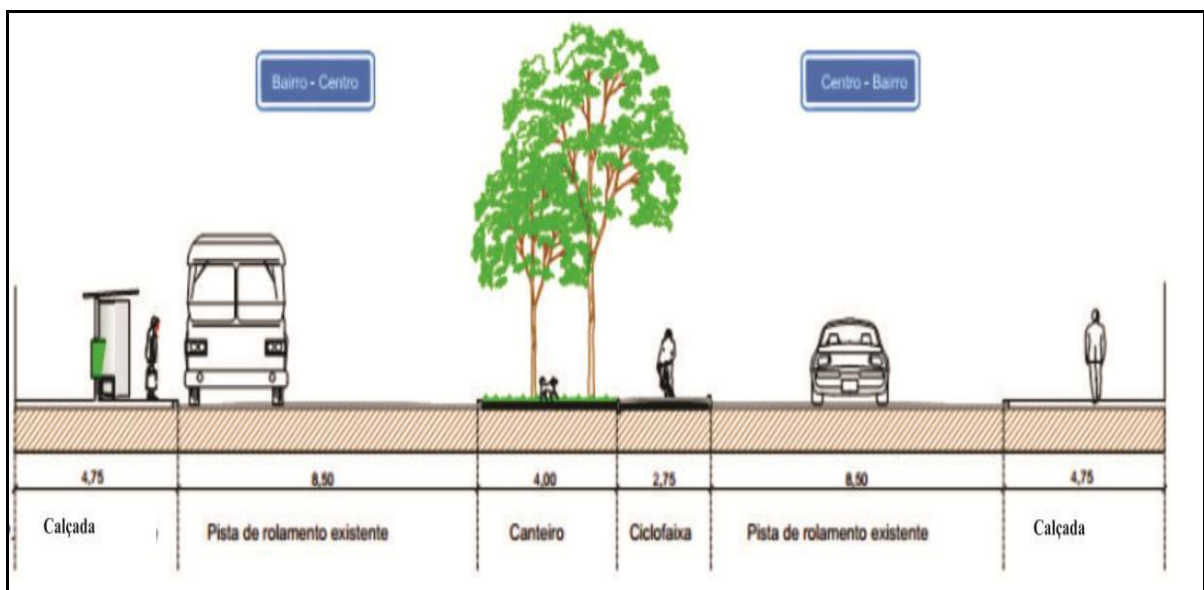 Bairro - Centro
Centro - Bairro
4,75
8,50
4,00
2,75
8,50
4,75
Calçada
Pista de rolamento existente
Canteiro
Ciclofaixa
Pista de rolamento existente
Calçada